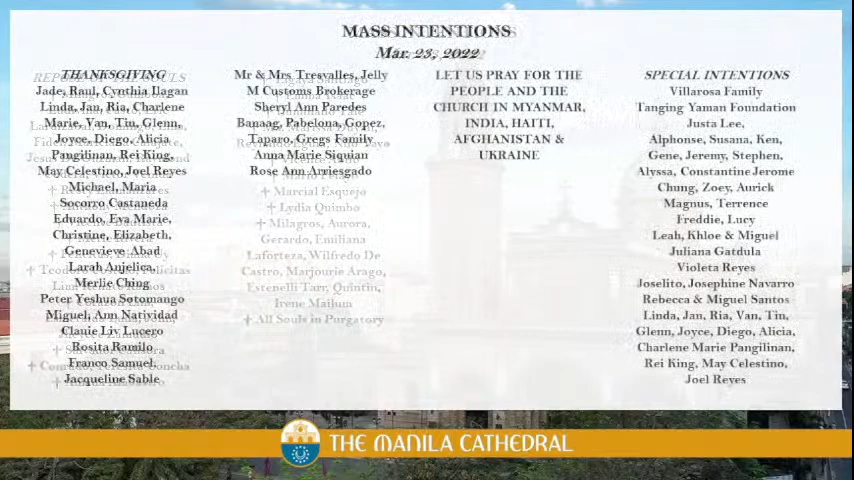 MASS INTENTIONS
Mar. 23, 2022
THANKSGIVING
Jade, Raul, Cynthia Ilagan
Linda, Jan, Ria, Charlene
Marie, Van, Tin, Glenn,
Joyce, Diego, Alicia
Pangilinan, Rei King,
May Celestino, Joel Reyes
Michael, Maria
Socorro Castaneda
Eduardo, Eva Marie,
Christine, Elizabeth,
Genevieve Abad
Larah Anjelica,
Merlie Ching
Peter Yeshua Sotomango
Miguel, Ann Natividad
Clauie Liv Lucero
Rosita Ramilo
Franco Samuel,
Jacqueline Sable
Mr & Mrs Tresvalles, Jelly
M Customs Brokerage
Sheryl Ann Paredes
Banaag, Pabelona, Gopez,
Taparo, Gregs Family
Anna Marie Siquian
Rose Ann Arriesgado
† Marcial Esquejo
† Lydia Quimbo
† Milagros, Aurora,
Gerardo, Emiliana
Laforteza, Wilfredo De
Castro, Marjourie Arago,
Estenelli Tarr, Quintin,
Irene Matlum
† All Souls in Purgatory
LET US PRAY FOR THE
PEOPLE AND THE
CHURCH IN MYANMAR,
INDIA, HAITI,
AFGHANISTAN &
UKRAINE
SPECIAL INTENTIONS
Villarosa Family
Tanging Yaman Foundation
Justa Lee,
Alphonse, Susana, Ken,
Gene, Jeremy, Stephen,
Alyssa, Constantine Jerome
Chung, Zoey, Aurick
Magnus, Terrence
Freddie, Lucy
Leah, Khloe & Miguel
Juliana Gatdula
Violeta Reyes
Joselito, Josephine Navarro
Rebecca & Miguel Santos
Linda, Jan, Ria, Van, Tin,
Glenn, Joyce, Diego, Alicia,
Charlene Marie Pangilinan,
Rei King, May Celestino,
Joel Reyes
THE MANILA CATHEDRAL